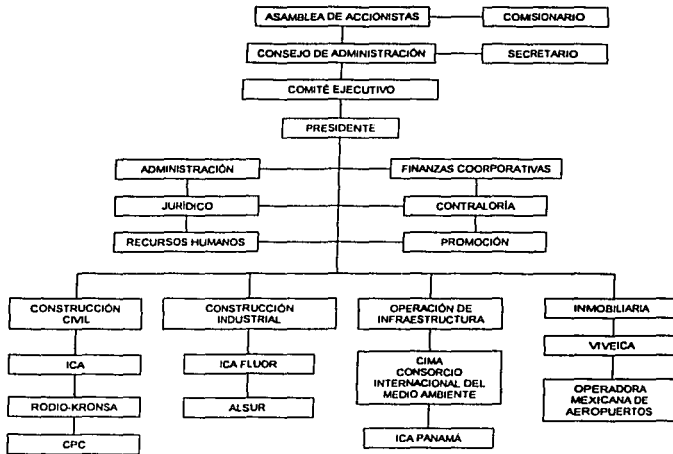 ASAMBLEA DE ACCIONISTAS
COMISIONARIO
CONSEJO DE ADMINISTRACIÓN
SECRETARIO
COMITÉ EJECUTIVO
PRESIDENTE
ADMINISTRACIÓN
FINANZAS COORPORATIVAS
JURÍDICO
CONTRALORÍA
RECURSOS HUMANOS
PROMOCIÓN
CONSTRUCCIÓN
CIVIL
CONSTRUCCIÓN
INDUSTRIAL
OPERACIÓN DE
INFRAESTRUCTURA
INMOBILIARIA
ICA
ICA FLUOR
CIMA
CONSORCIO
INTERNACIONAL DEL
MEDIO AMBIENTE
VIVEICA
RODIO-KRONSA
ALSUR
OPERADORA
MEXICANA DE
AEROPUERTOS
CPC
ICA PANAMÁ